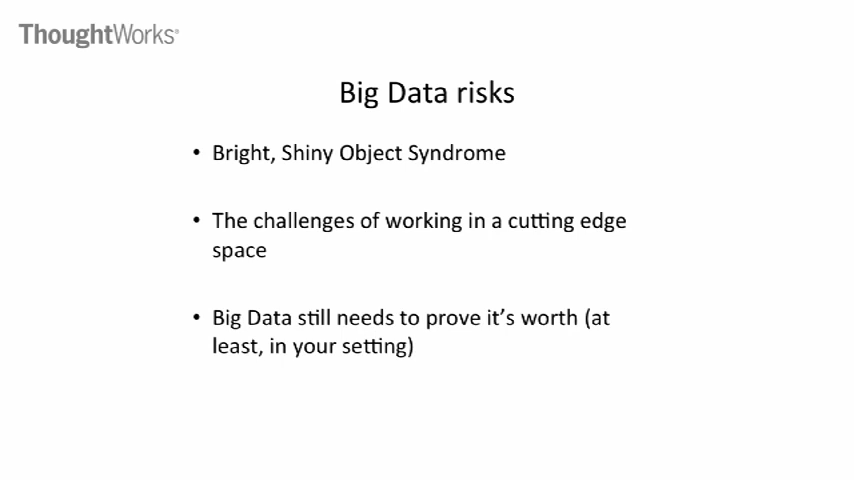 ThoughtWorks®
Big Data risks
• Bright, Shiny Object Syndrome
• The challenges of working in a cutting edge
space
• Big Data still needs to prove it’s worth (at
least, in your setting)